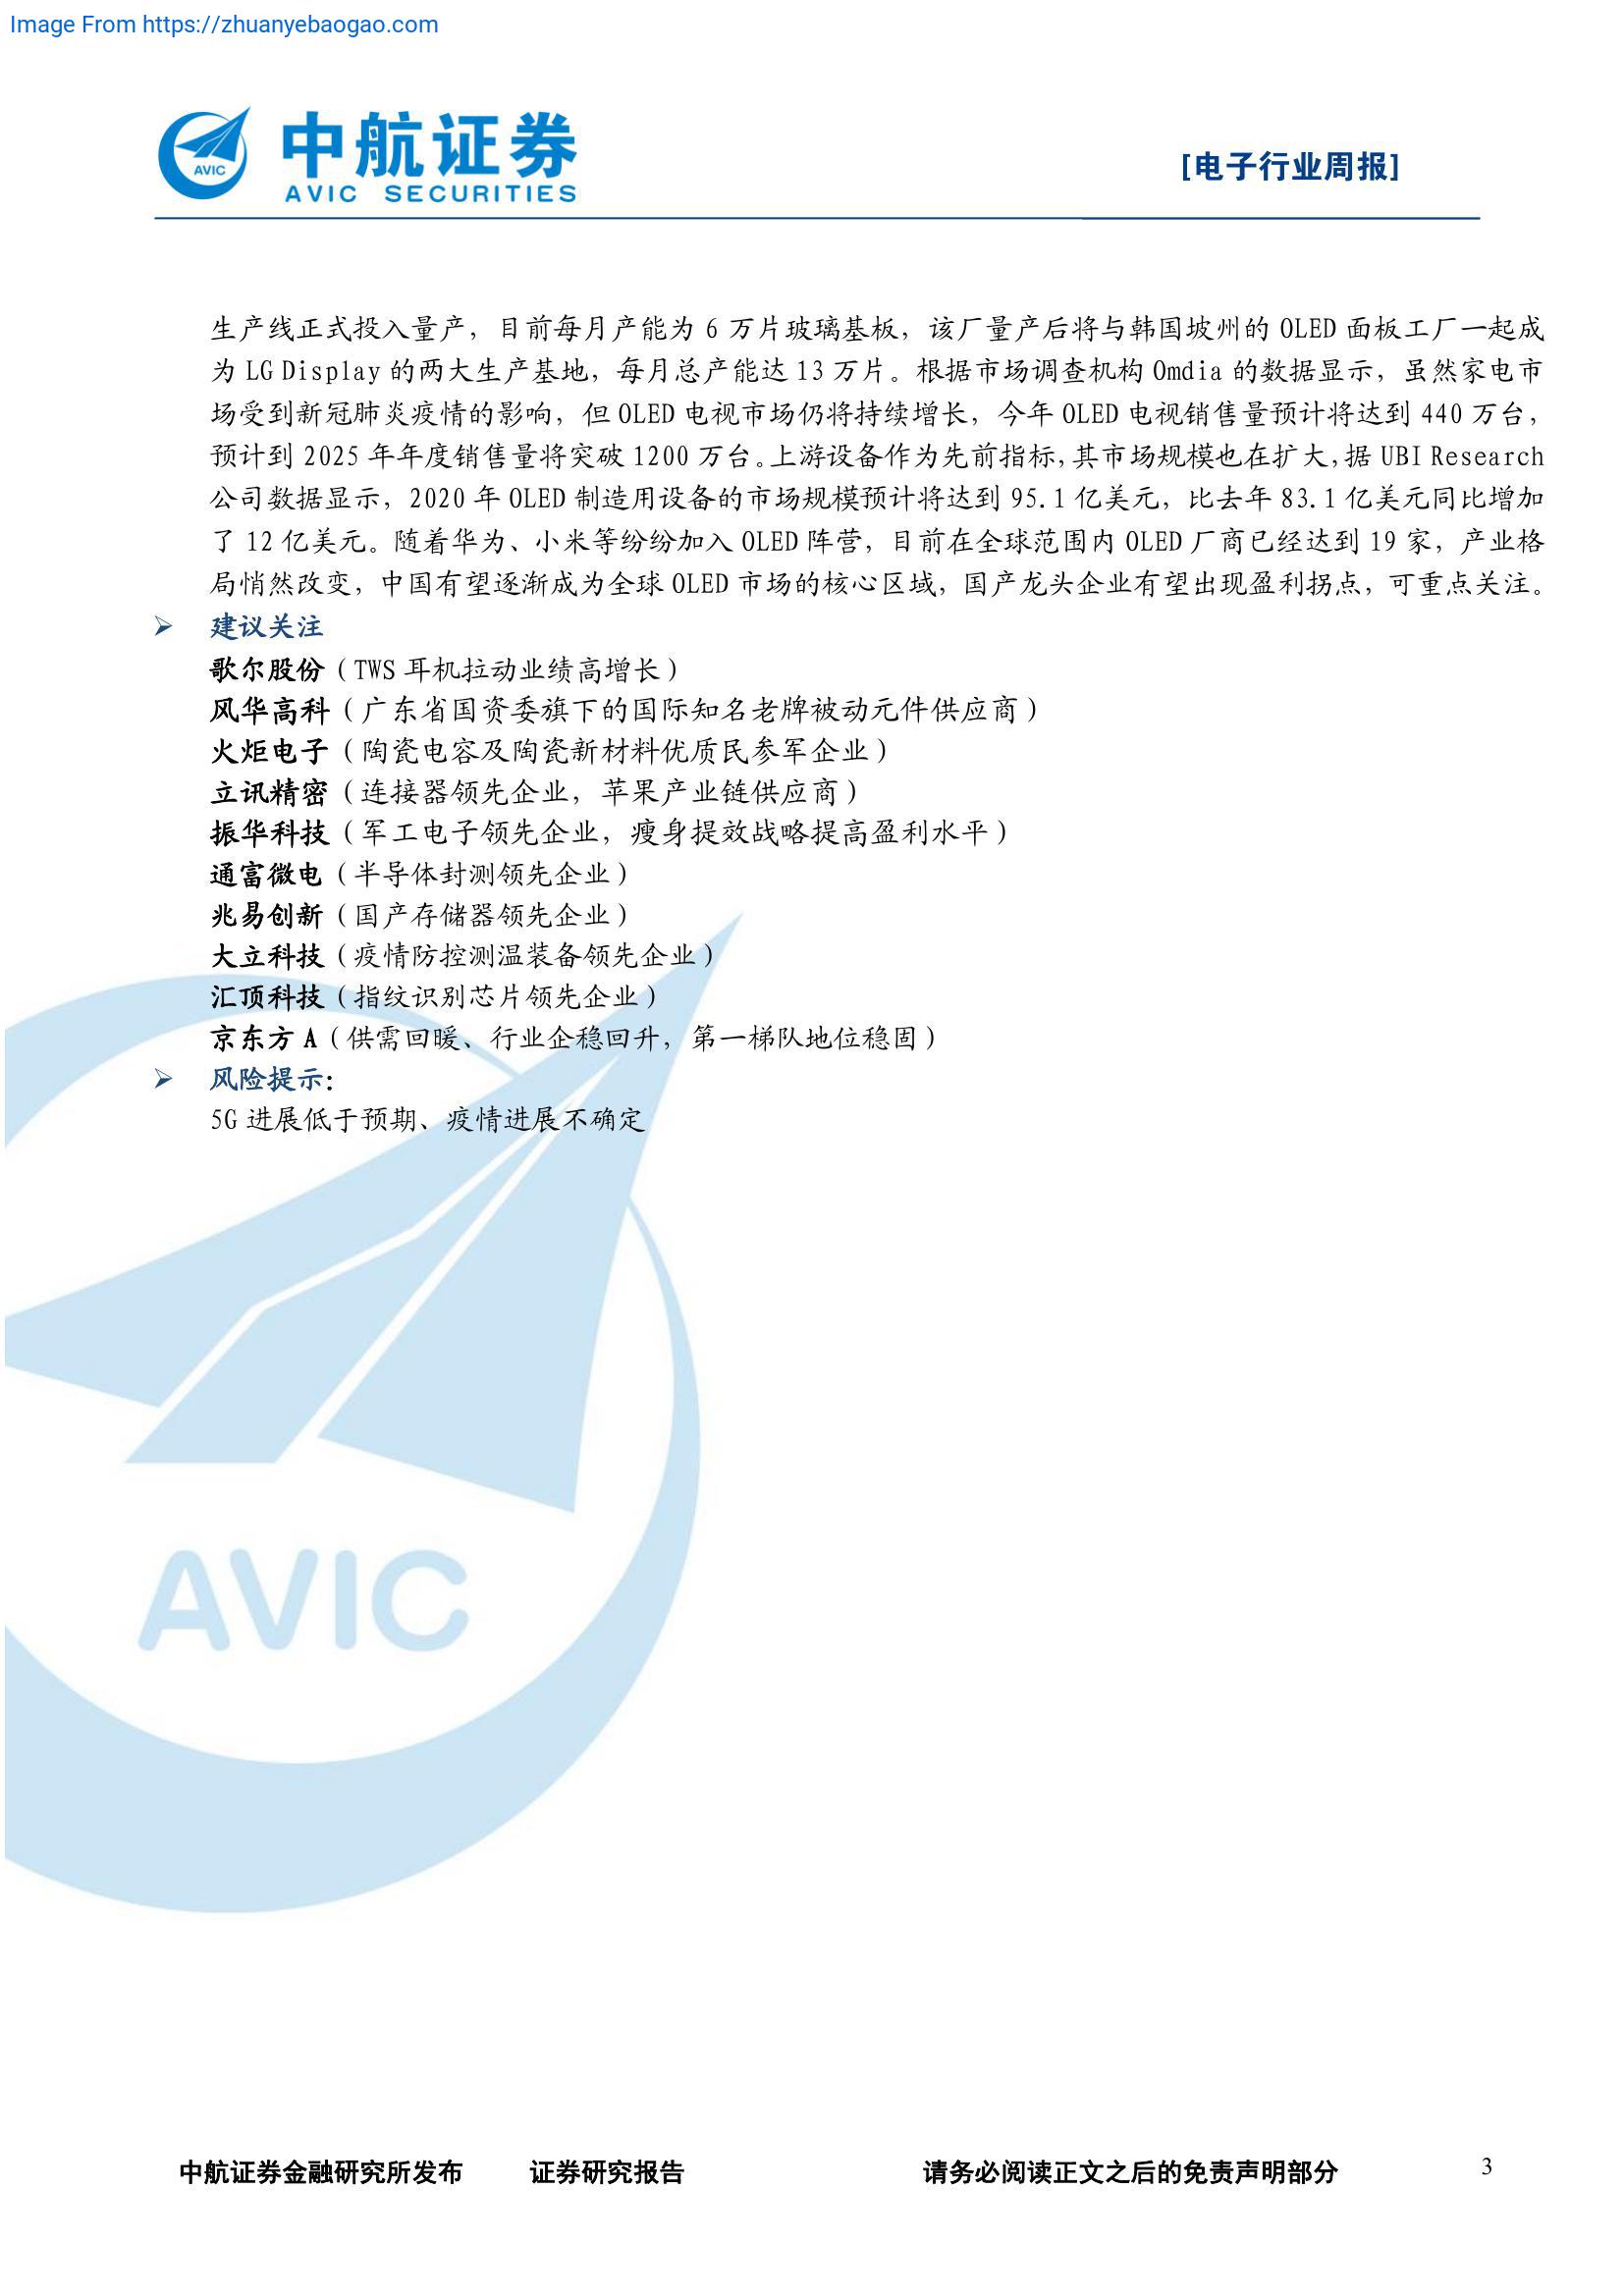 Image From https://zhuanyebaogao.com
AVIC
中航证券
AVIC SECURITIES
[电子行业周报]
生产线正式投入量产，目前每月产能为 6 万片玻璃基板，该厂量产后将与韩国坡州的 OLED 面板工厂一起成
为 LG Display 的两大生产基地，每月总产能达 13 万片。根据市场调查机构 Omdia 的数据显示，虽然家电市
场受到新冠肺炎疫情的影响，但 OLED 电视市场仍将持续增长，今年 OLED 电视销售量预计将达到 440 万台，
预计到 2025 年年度销售量将突破 1200 万台。上游设备作为先前指标，其市场规模也在扩大，据 UBI Research
公司数据显示，2020 年 OLED 制造用设备的市场规模预计将达到 95.1 亿美元，比去年 83.1 亿美元同比增加
了 12 亿美元。随着华为、小米等纷纷加入 OLED 阵营，目前在全球范围内 OLED 厂商已经达到 19 家，产业格
局悄然改变，中国有望逐渐成为全球 OLED 市场的核心区域，国产龙头企业有望出现盈利拐点，可重点关注。
➢ 建议关注
歌尔股份（TWS 耳机拉动业绩高增长）
风华高科（广东省国资委旗下的国际知名老牌被动元件供应商）
火炬电子（陶瓷电容及陶瓷新材料优质民参军企业）
立讯精密（连接器领先企业，苹果产业链供应商）
振华科技（军工电子领先企业，瘦身提效战略提高盈利水平）
通富微电（半导体封测领先企业）
兆易创新（国产存储器领先企业）
大立科技（疫情防控测温装备领先企业）
汇顶科技（指纹识别芯片领先企业）
京东方 A（供需回暖、行业企稳回升，第一梯队地位稳固）
➢ 风险提示：
5G 进展低于预期、疫情进展不确定
AVIC
中航证券金融研究所发布 证券研究报告 请务必阅读正文之后的免责声明部分 3